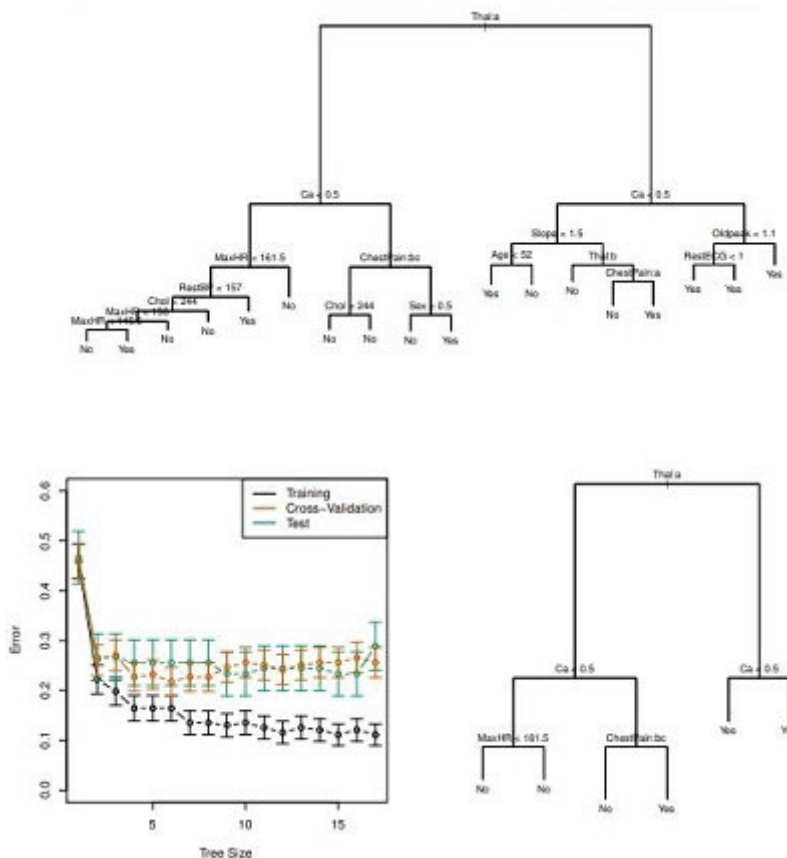 Thal:a
Ca < 0.5
Ca < 0.5
Slope < 1.5
Oldpeak < 1.1
MaxHR < 161.5
ChestPain:bc
Age < 52
Thal:b
RestECG < 1
ChestPain:a
RestBP < 157
Yes
No
No
Yes
Yes
Yes
Chol < 244
No
Chol < 244
Sex < 0.5
No
Yes
No
Yes
No
No
No
No
Yes
No
Yes
0.6
0.5
0.4
0.3
0.2
0.1
0.0
Error
Training
Cross-Validation
Test
5
10
15
Tree Size
Thal:a
Ca < 0.5
Ca < 0.5
MaxHR < 161.5
ChestPain:bc
Yes
No
No
No
Yes